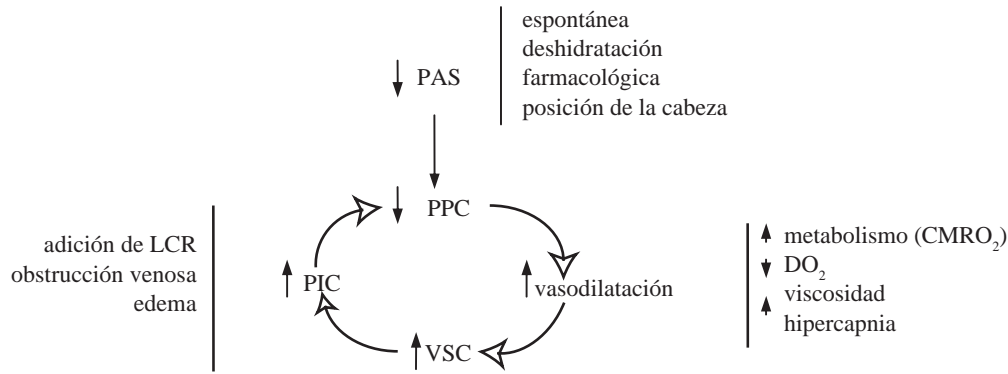 espontánea
deshidratación
farmacológica
posición de la cabeza
PAS
PPC
adición de LCR
obstrucción venosa
edema
PIC
vasodilatación
metabolismo (CMRO₂)
DO₂
viscosidad
hipercapnia
VSC